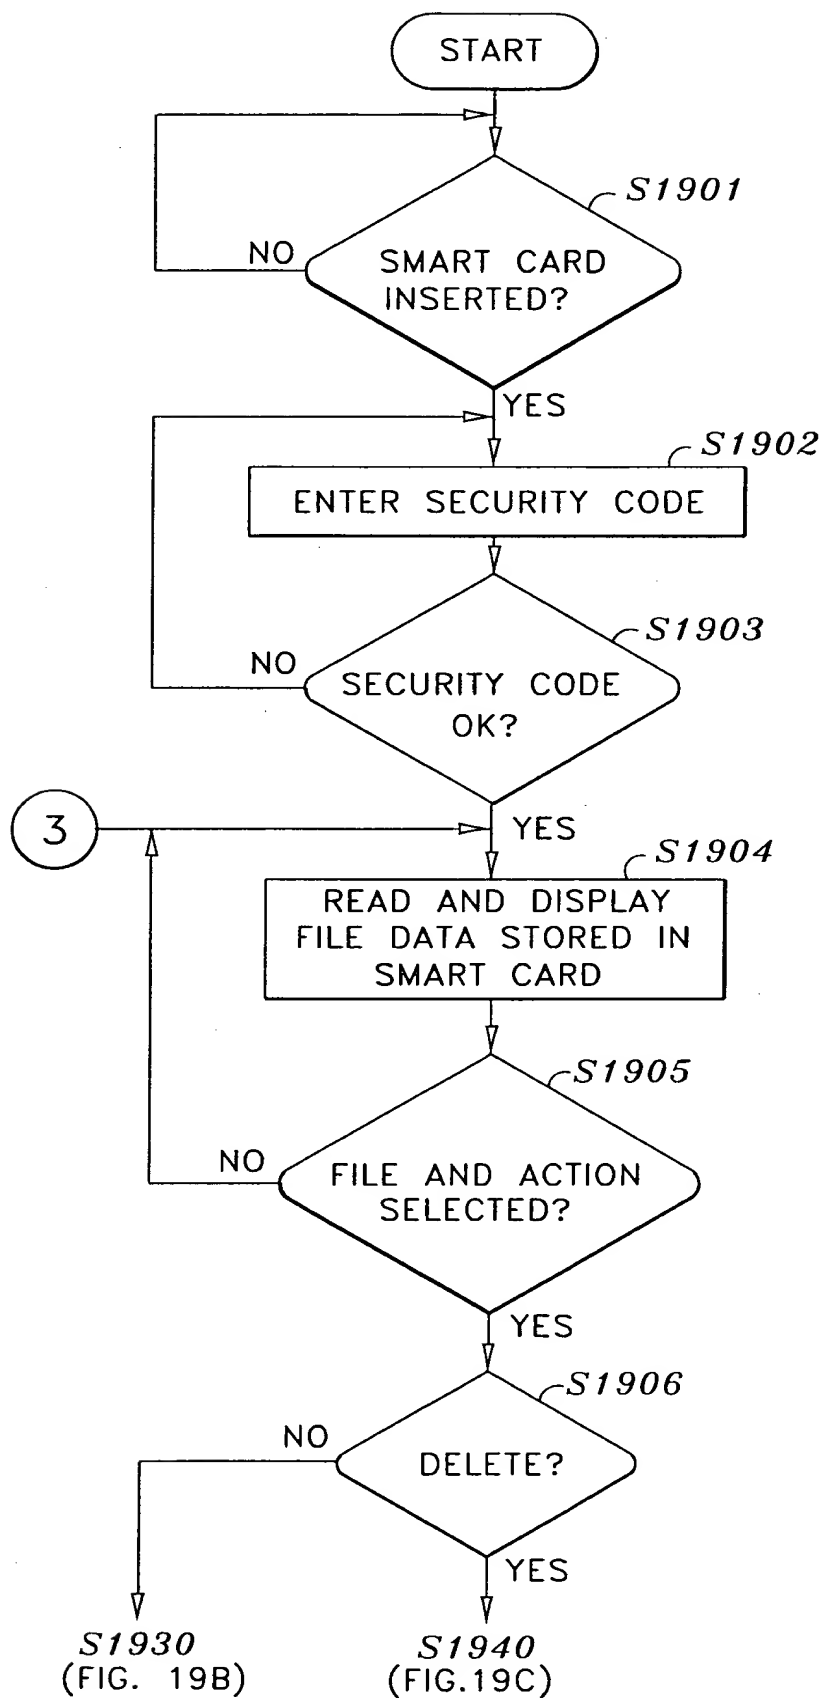 START
S1901
NO
SMART CARD
INSERTED?
YES
S1902
ENTER SECURITY CODE
S1903
NO
SECURITY CODE
OK?
3
YES
S1904
READ AND DISPLAY
FILE DATA STORED IN
SMART CARD
S1905
NO
FILE AND ACTION
SELECTED?
YES
S1906
NO
DELETE?
YES
S1930
(FIG. 19B)
S1940
(FIG.19C)